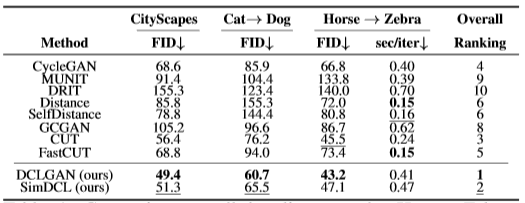 CityScapes Cat→ Dog Horse → Zebra Overall
Method FID↓ FID↓ FID↓ sec/iter↓ Ranking
CycleGAN 68.6 85.9 66.8 0.40 4
MUNIT 91.4 104.4 133.8 0.39 9
DRIT 155.3 123.4 140.0 0.70 10
Distance 85.8 155.3 72.0 0.15 6
SelfDistance 78.8 144.4 80.8 0.16 6
GCGAN 105.2 96.6 86.7 0.62 8
CUT 56.4 76.2 45.5 0.24 3
FastCUT 68.8 94.0 73.4 0.15 5
DCLGAN (ours) 49.4 60.7 43.2 0.41 1
SimDCL (ours) 51.3 65.5 47.1 0.47 2